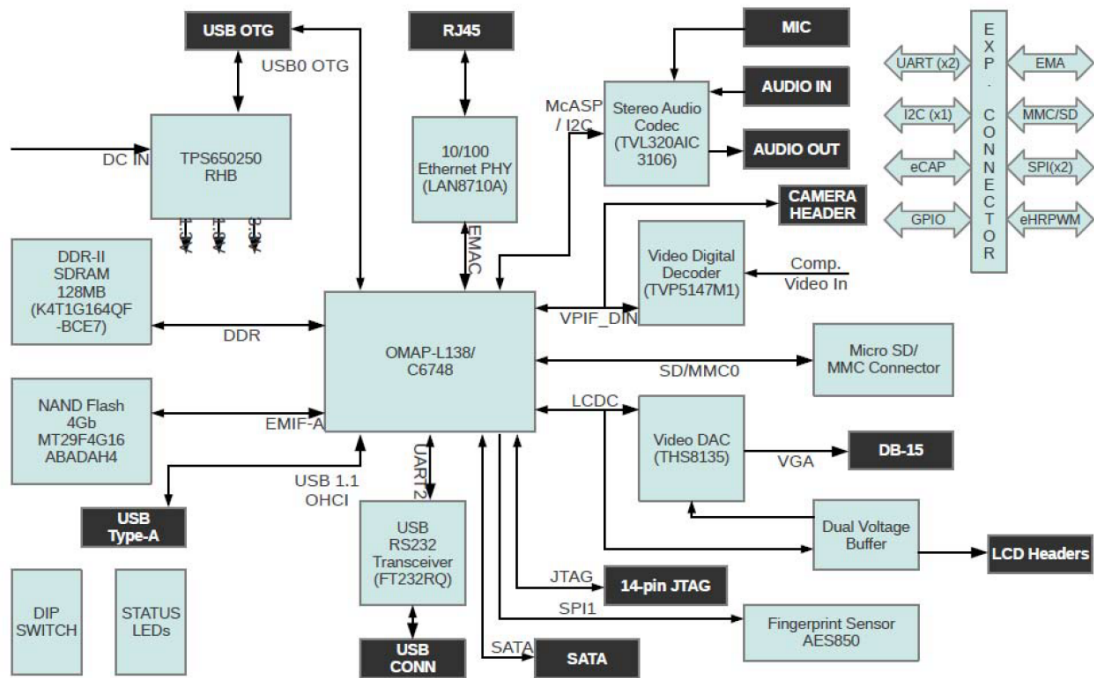 USB OTG
USB0 OTG
DC IN
TPS650250
RHB
RJ45
10/100
Ethernet PHY
(LAN8710A)
EMAC
MIC
AUDIO IN
AUDIO OUT
McASP
/ I2C
Stereo Audio
Codec
(TVL320AIC
3106)
CAMERA
HEADER
Video Digital
Decoder
(TVP5147M1)
Comp.
Video In
VPIF_DIN
EXP. CONNECTOR
UART (x2)
I2C (x1)
eCAP
GPIO
EMA
MMC/SD
SPI(x2)
eHRPWM
DDR-II
SDRAM
128MB
(K4T1G164QF
-BCE7)
DDR
OMAP-L138/
C6748
SD/MMC0
Micro SD/
MMC Connector
NAND Flash
4Gb
MT29F4G16
ABADAH4
EMIF-A
LCDC
Video DAC
(THS8135)
VGA
DB-15
USB 1.1
OHCI
USB
Type-A
UART2
USB
RS232
Transceiver
(FT232RQ)
Dual Voltage
Buffer
LCD Headers
DIP
SWITCH
STATUS
LEDs
JTAG
14-pin JTAG
SPI1
Fingerprint Sensor
AES850
USB
CONN
SATA
SATA